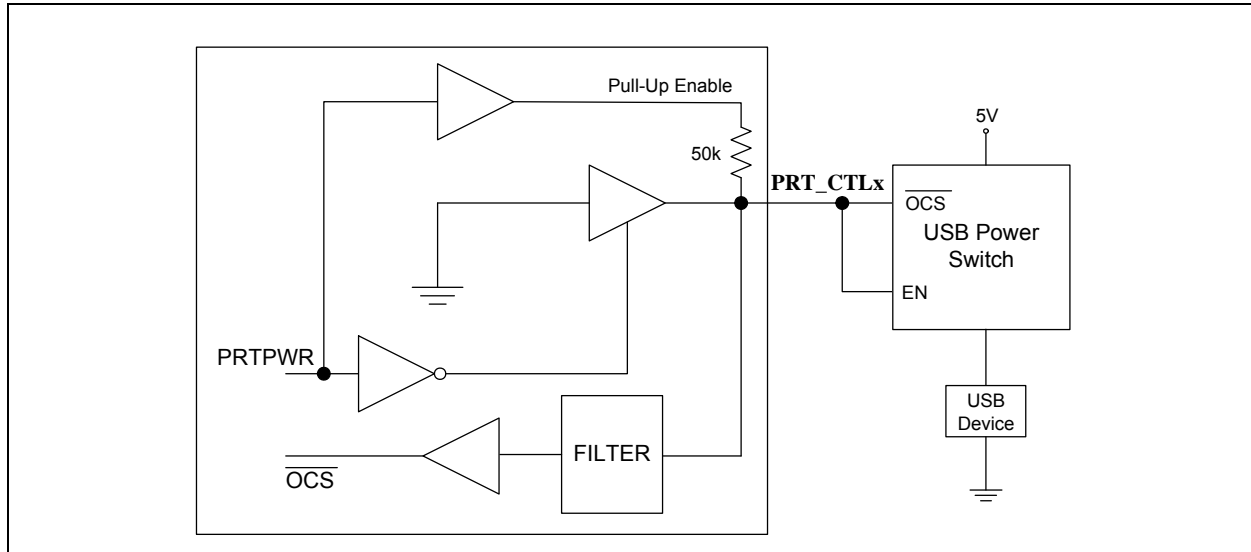 Pull-Up Enable
5V
50k
PRT_CTLx
OCS
USB Power
Switch
EN
PRTPWR
USB
Device
FILTER
OCS